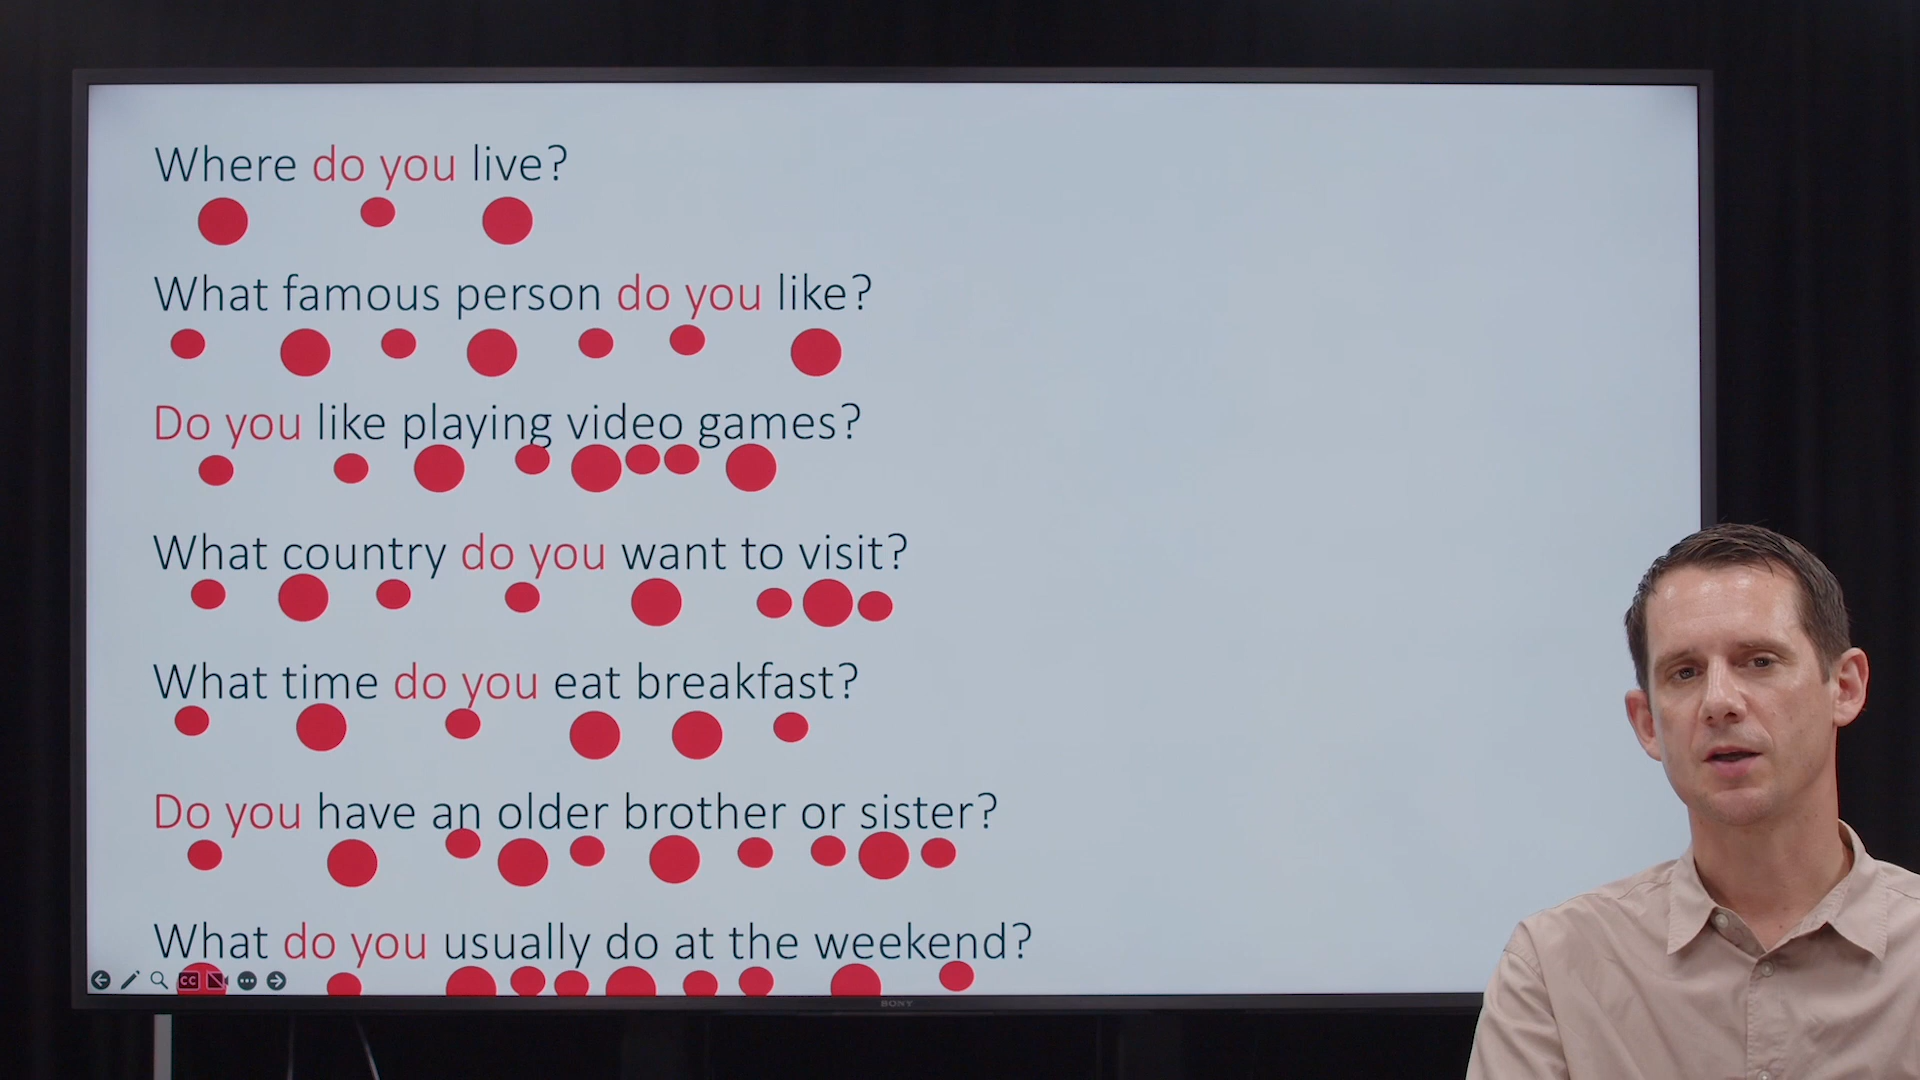 Where do you live?
What famous person do you like?
Do you like playing video games?
What country do you want to visit?
What time do you eat breakfast?
Do you have an older brother or sister?
What do you usually do at the weekend?
CC
SONY